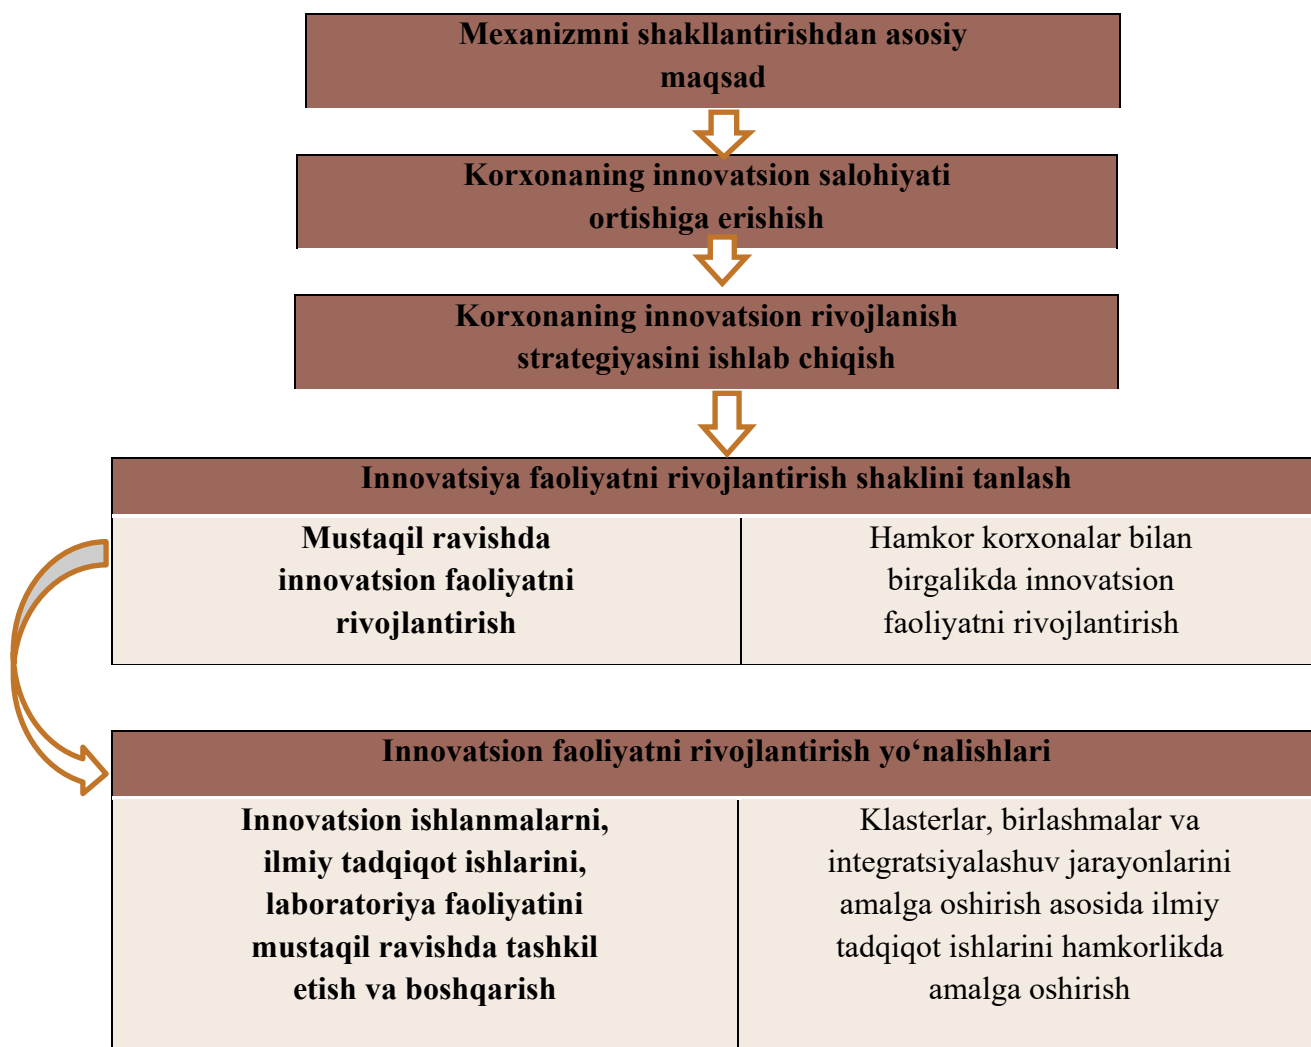 Mexanizmni shakllantirishdan asosiy
maqsad
Korxonaning innovatsion salohiyati
ortishiga erishish
Korxonaning innovatsion rivojlanish
strategiyasini ishlab chiqish
Innovatsiya faoliyatni rivojlantirish shaklini tanlash
Mustaqil ravishda
innovatsion faoliyatni
rivojlantirish
Hamkor korxonalar bilan
birgalikda innovatsion
faoliyatni rivojlantirish
Innovatsion faoliyatni rivojlantirish yo‘nalishlari
Innovatsion ishlanmalarni,
ilmiy tadqiqot ishlarini,
laboratoriya faoliyatini
mustaqil ravishda tashkil
etish va boshqarish
Klasterlar, birlashmalar va
integratsiyalashuv jarayonlarini
amalga oshirish asosida ilmiy
tadqiqot ishlarini hamkorlikda
amalga oshirish